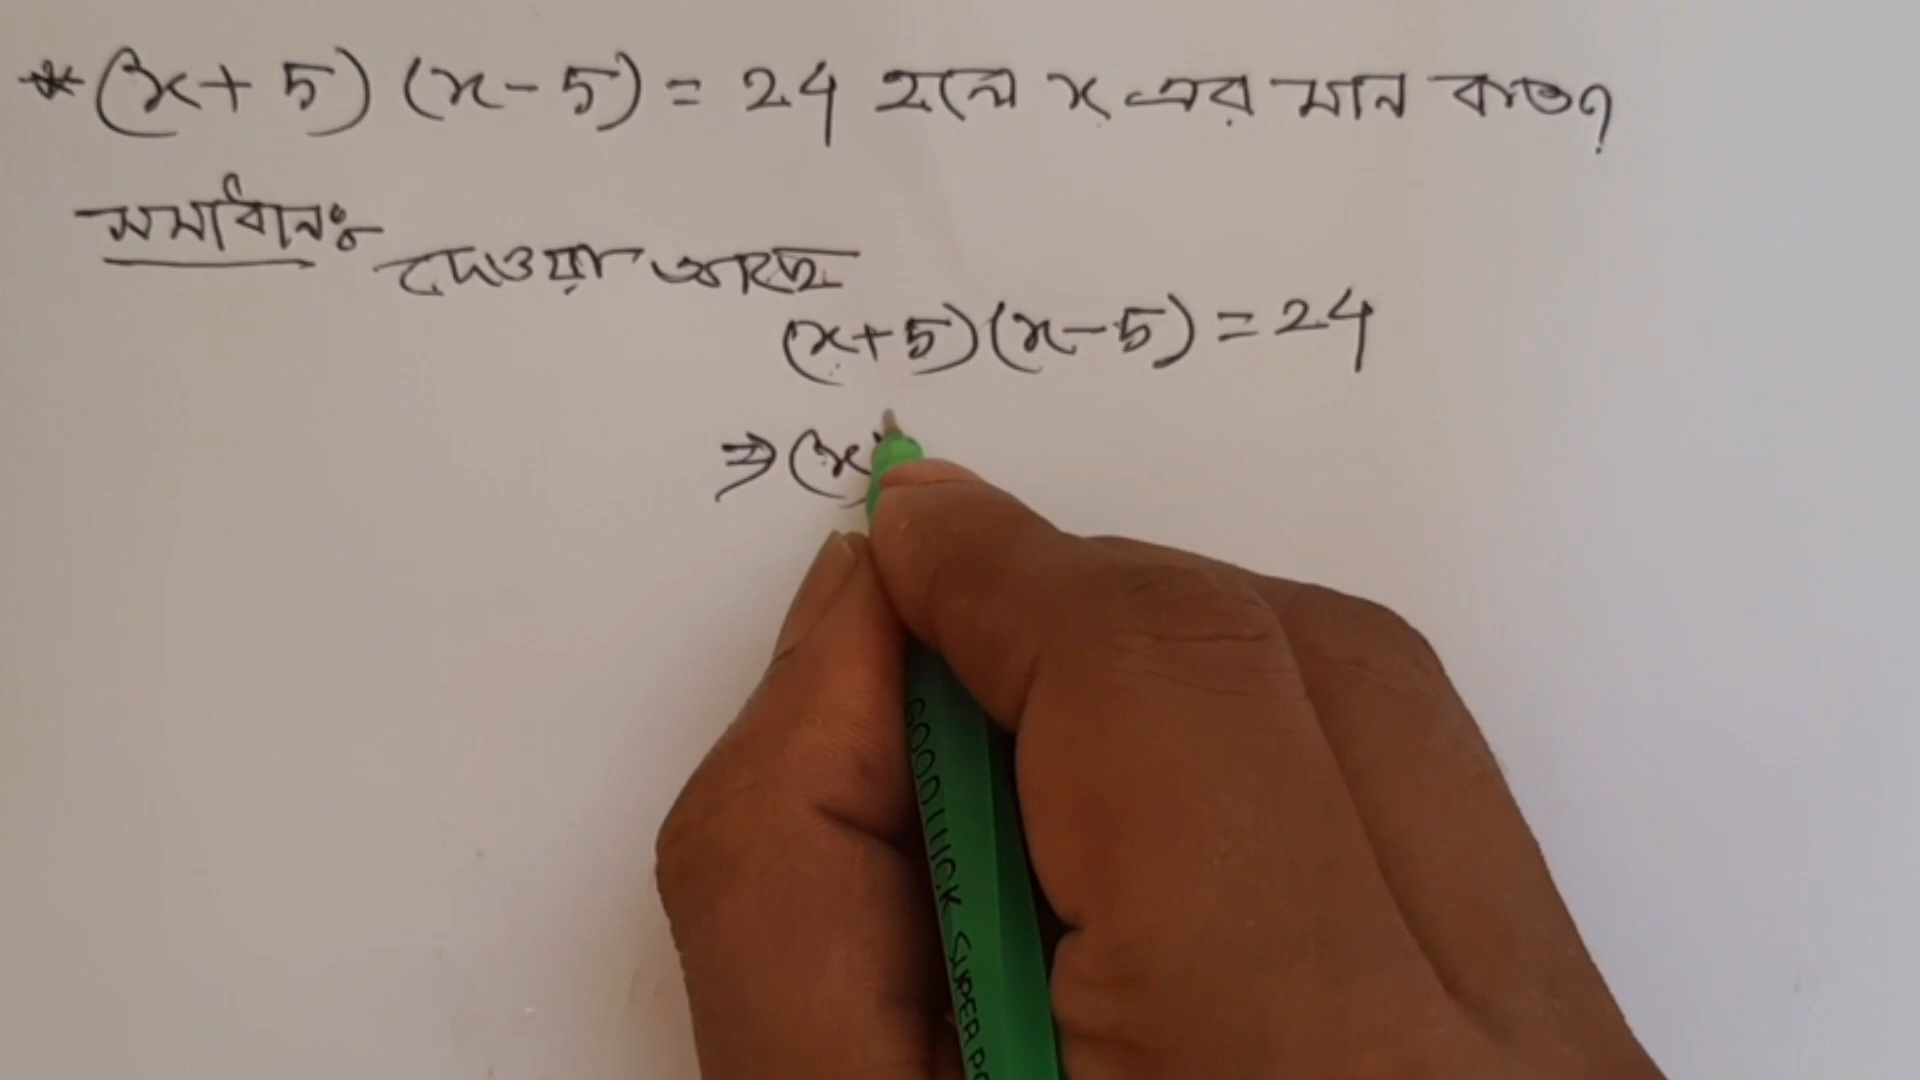 * (x + 5) (x - 5) = 24 হলে x এর মান কত?
সমাধানঃ
দেওয়া আছে
(x+5)(x-5) = 24
⇒ (x
GOODLUCK SUPER